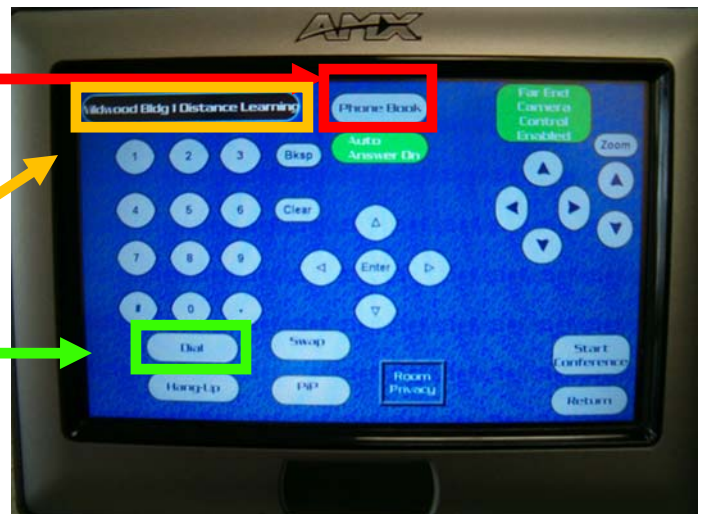 AMX
Wildwood Bldg 1 Distance Learning
Phone Book
Far End
Camera
Control
Enabled
Auto
Answer On
Zoom
1 2 3 Bksp
4 5 6 Clear
7 8 9
Enter
# 0 .
Dial
Swap
Hang-Up
PiP
Room
Privacy
Start
Conference
Return